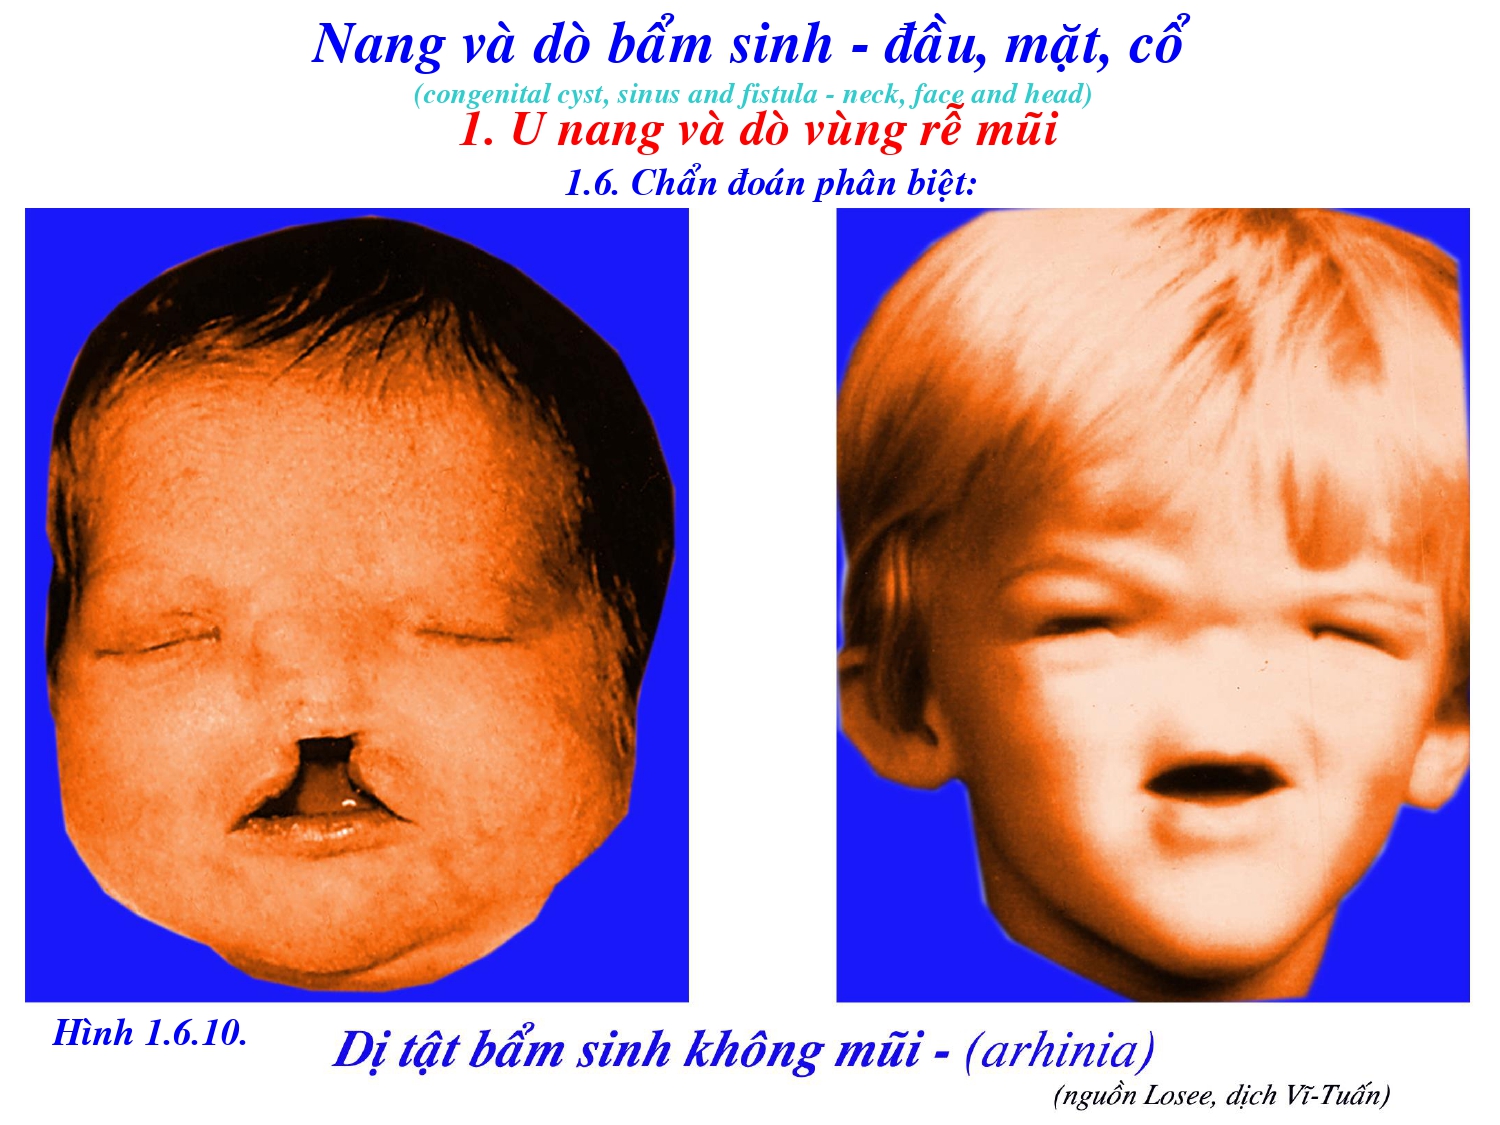 Nang và dò bẩm sinh - đầu, mặt, cổ
(congenital cyst, sinus and fistula - neck, face and head)
1. U nang và dò vùng rễ mũi
1.6. Chẩn đoán phân biệt:
Hình 1.6.10.
Dị tật bẩm sinh không mũi - (arhinia)
(nguồn Losee, dịch Vĩ-Tuấn)